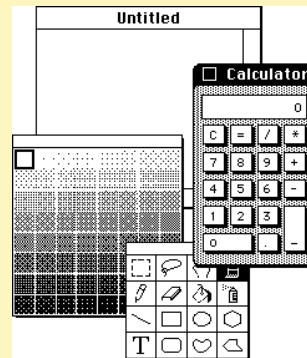 Untitled
Calculator
0
C = / *
7 8 9 +
4 5 6 -
1 2 3
0 . =
T